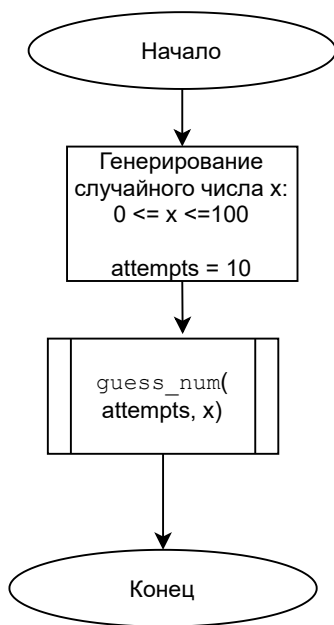 Начало
Генерирование
случайного числа x:
0 <= x <=100
attempts = 10
guess_num(
attempts, x)
Конец